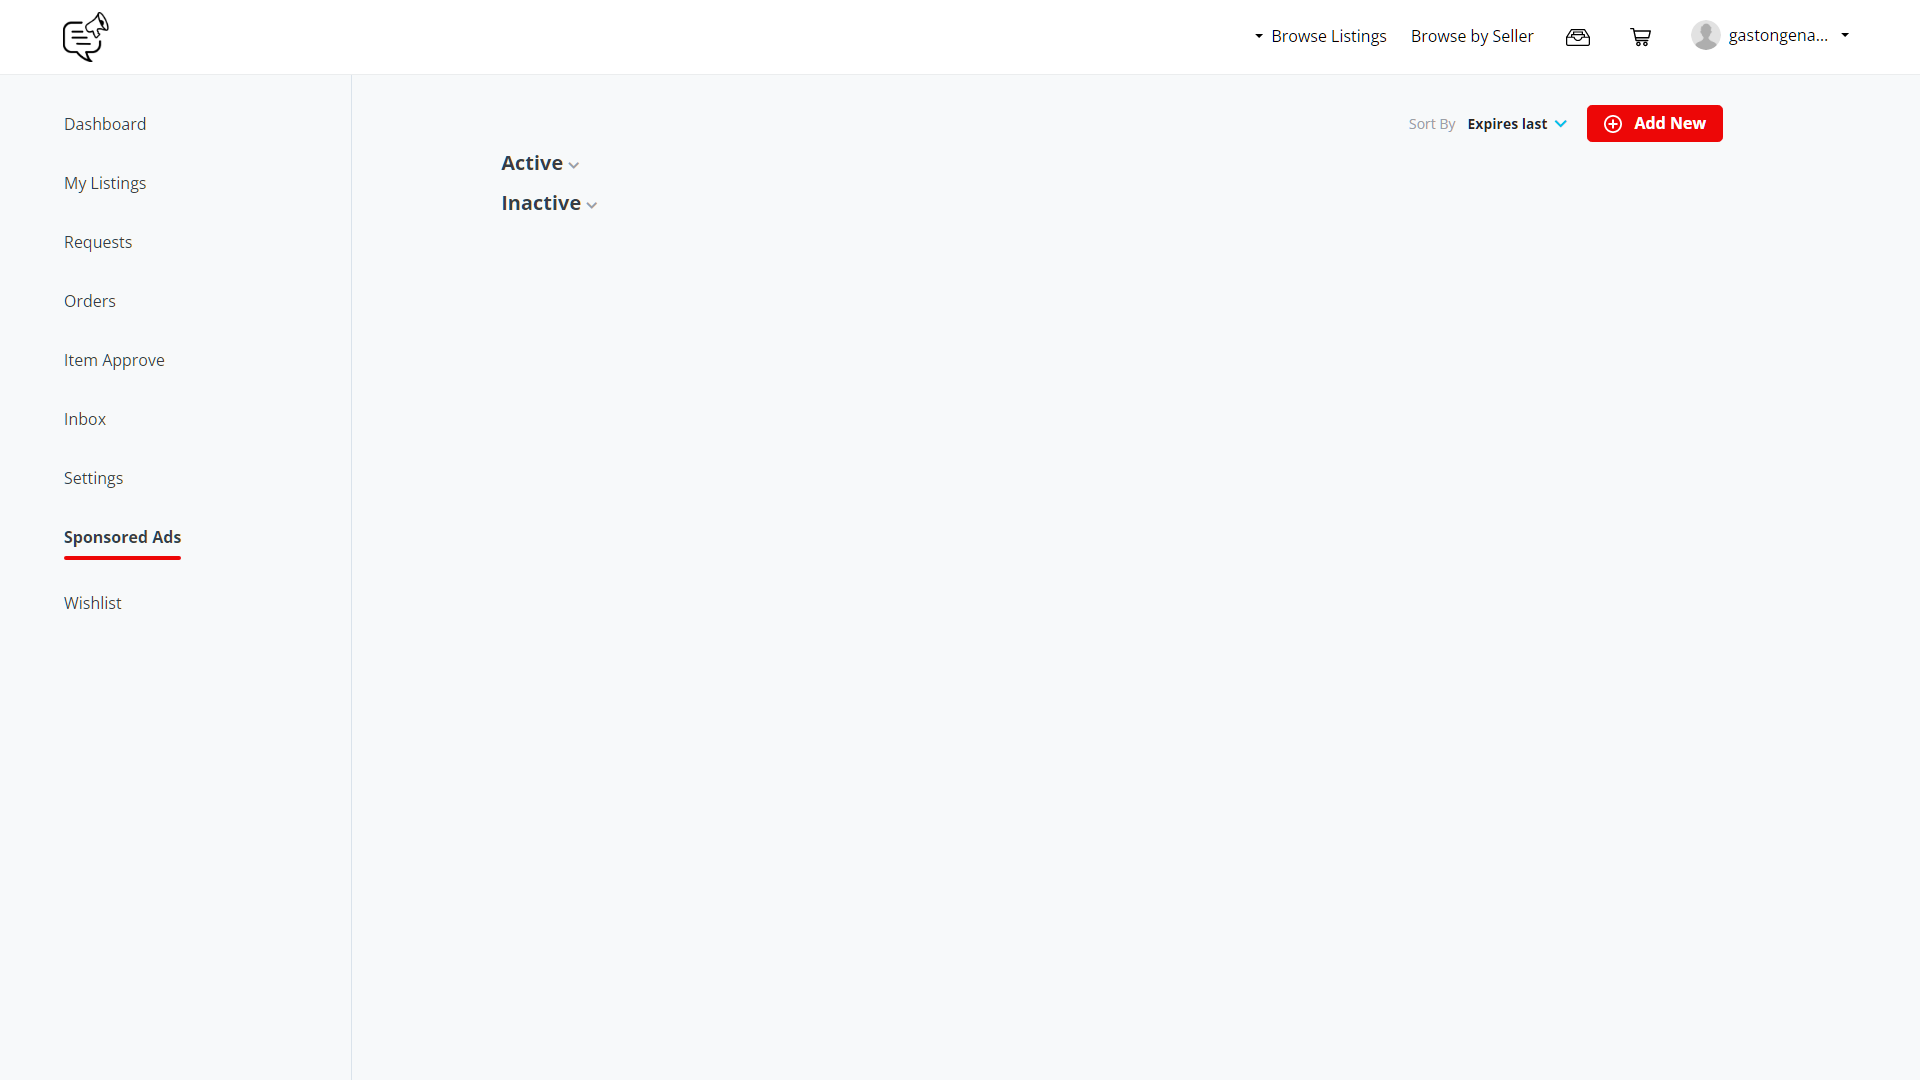 Browse Listings
Browse by Seller
gastongena...
Dashboard
My Listings
Requests
Orders
Item Approve
Inbox
Settings
Sponsored Ads
Wishlist
Sort By Expires last
Add New
Active
Inactive